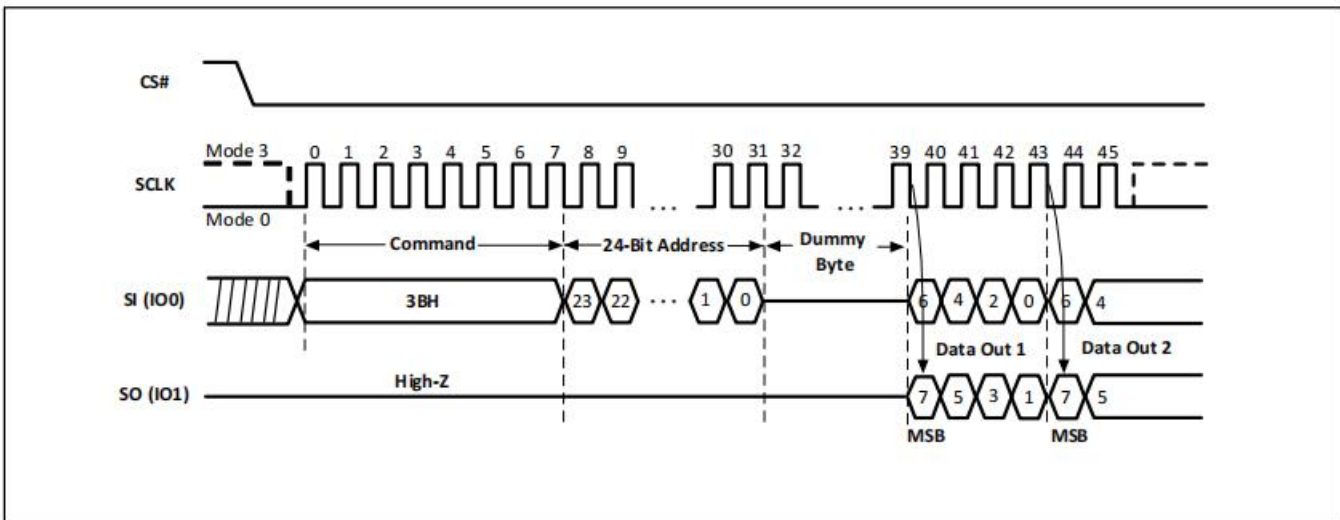 CS#
Mode 3 0 1 2 3 4 5 6 7 8 9 30 31 32 39 40 41 42 43 44 45
SCLK
... ...
Mode 0
Command 24-Bit Address Dummy
Byte
SI (IO0) 3BH 23 22 ... 1 0 6 4 2 0 6 4
Data Out 1 Data Out 2
High-Z
SO (IO1) 7 5 3 1 7 5
MSB MSB